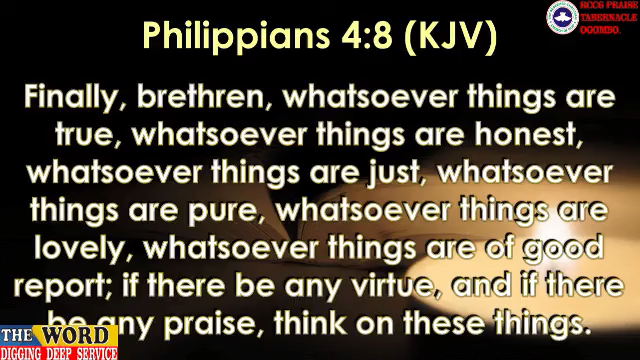 Philippians 4:8 (KJV)
RCCG PRAISE
TABERNACLE
OGOMBO.
Finally, brethren, whatsoever things are
true, whatsoever things are honest,
whatsoever things are just, whatsoever
things are pure, whatsoever things are
lovely, whatsoever things are of good
report; if there be any virtue, and if there
be any praise, think on these things.
THE WORD
DIGGING DEEP SERVICE